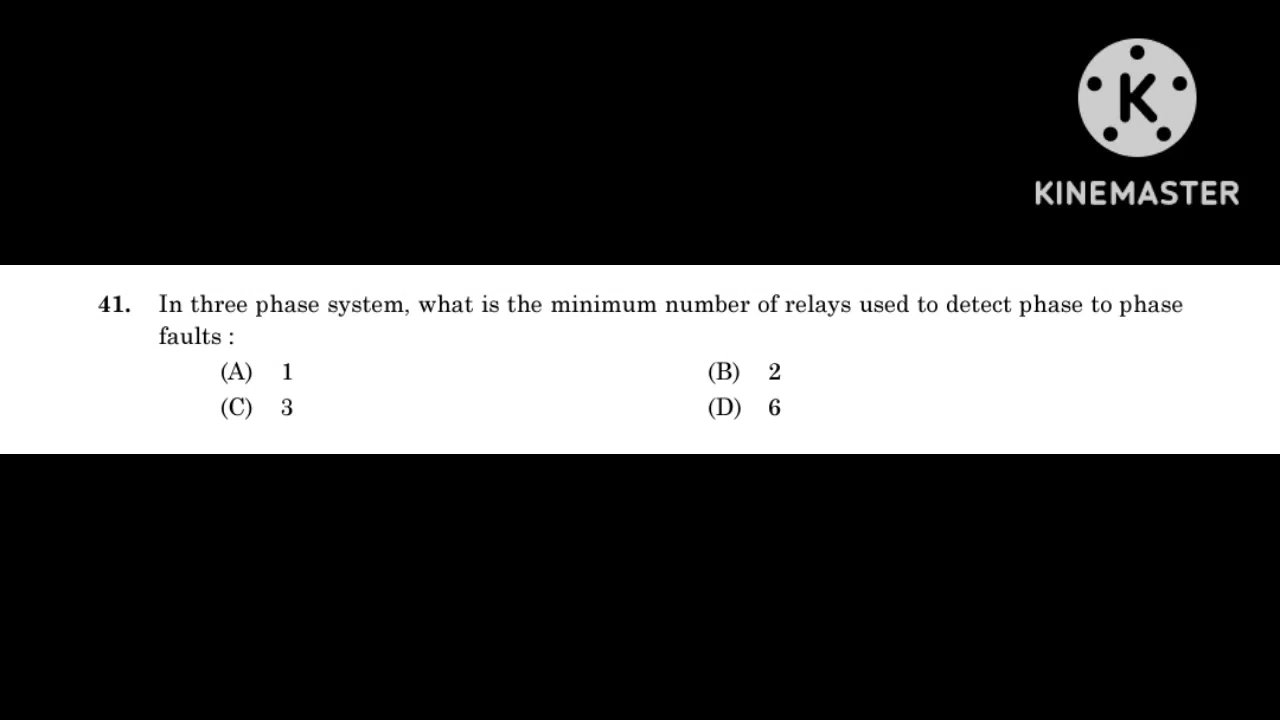 K
KINEMASTER
41. In three phase system, what is the minimum number of relays used to detect phase to phase
faults :
(A) 1 (B) 2
(C) 3 (D) 6